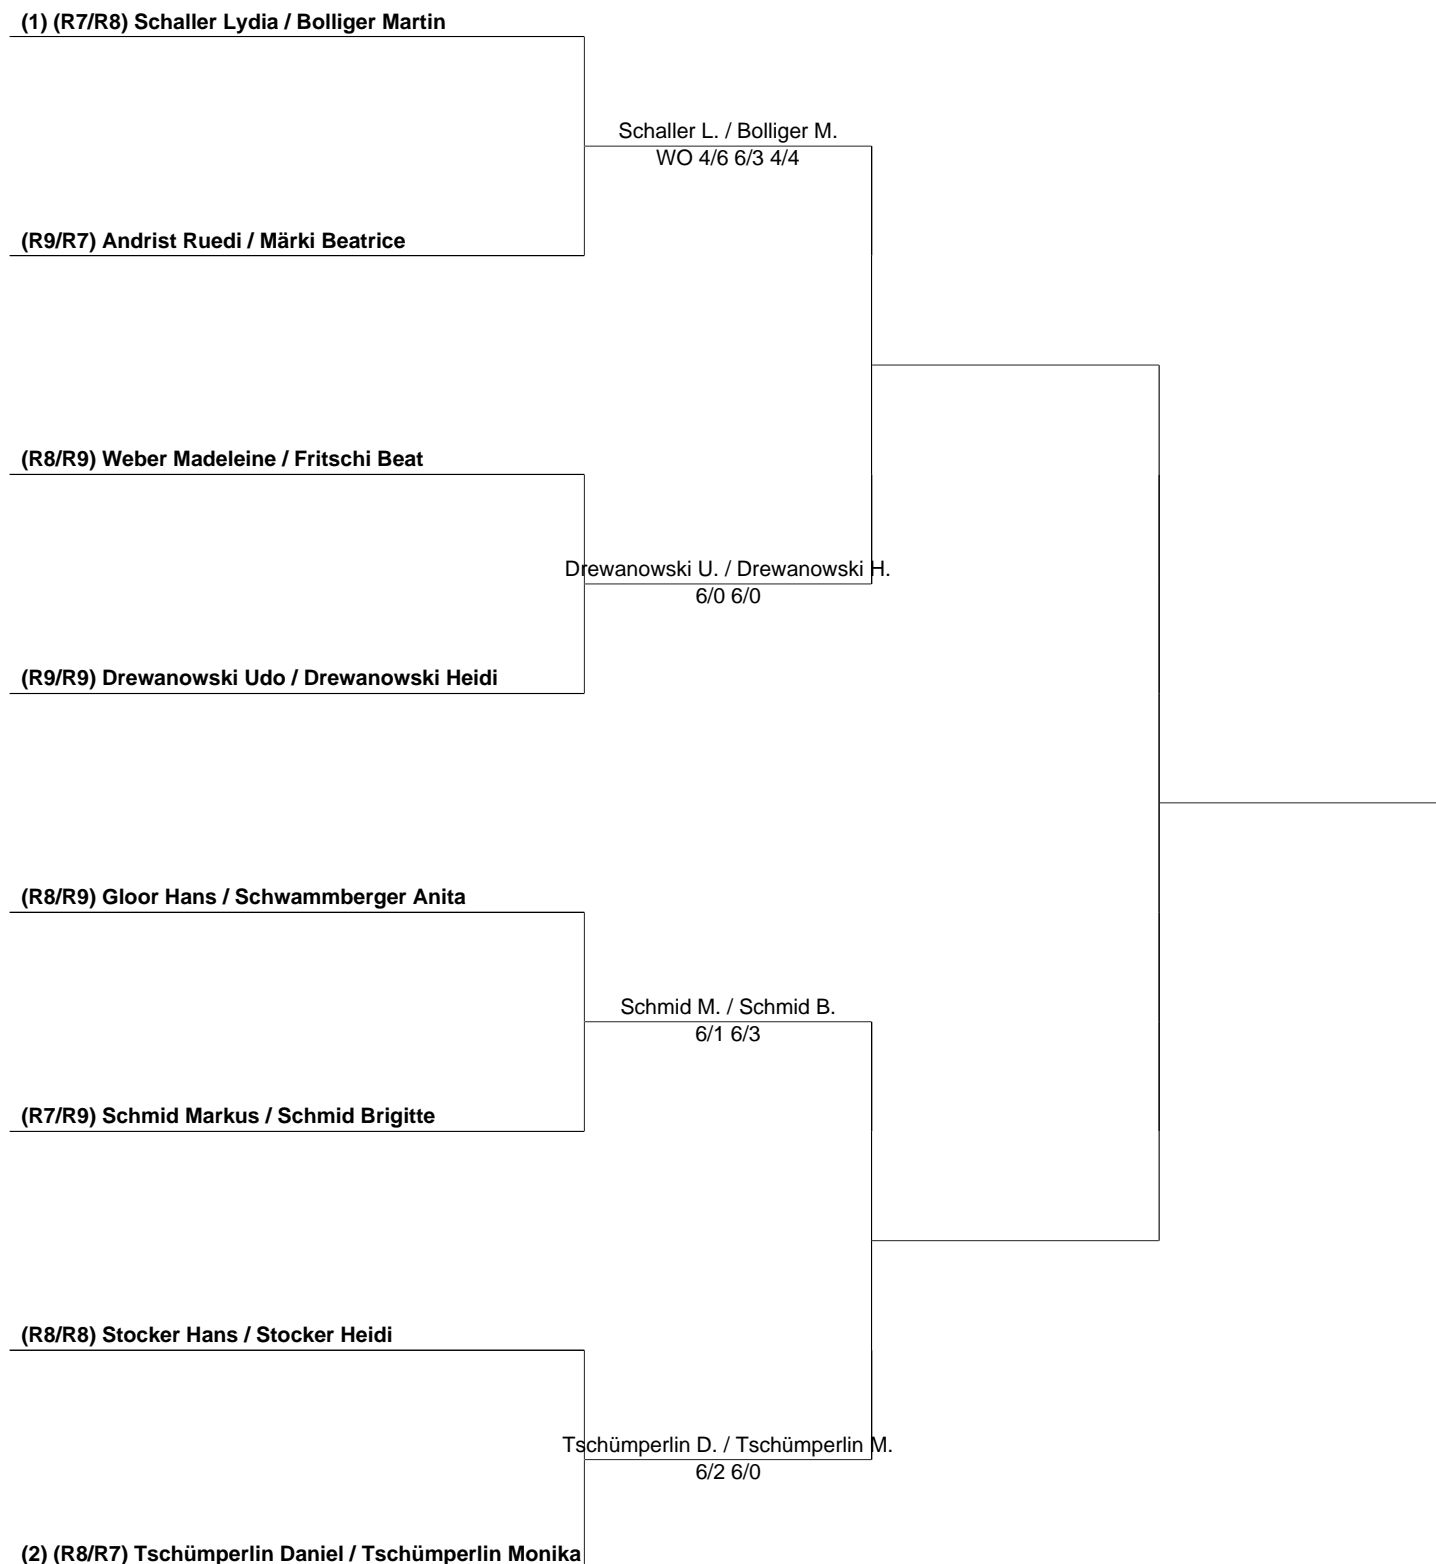 (1) (R7/R8) Schaller Lydia / Bolliger Martin
Schaller L. / Bolliger M.
WO 4/6 6/3 4/4
(R9/R7) Andrist Ruedi / Märki Beatrice
(R8/R9) Weber Madeleine / Fritschi Beat
Drewanowski U. / Drewanowski H.
6/0 6/0
(R9/R9) Drewanowski Udo / Drewanowski Heidi
(R8/R9) Gloor Hans / Schwammberger Anita
Schmid M. / Schmid B.
6/1 6/3
(R7/R9) Schmid Markus / Schmid Brigitte
(R8/R8) Stocker Hans / Stocker Heidi
Tschümperlin D. / Tschümperlin M.
6/2 6/0
(2) (R8/R7) Tschümperlin Daniel / Tschümperlin Monika